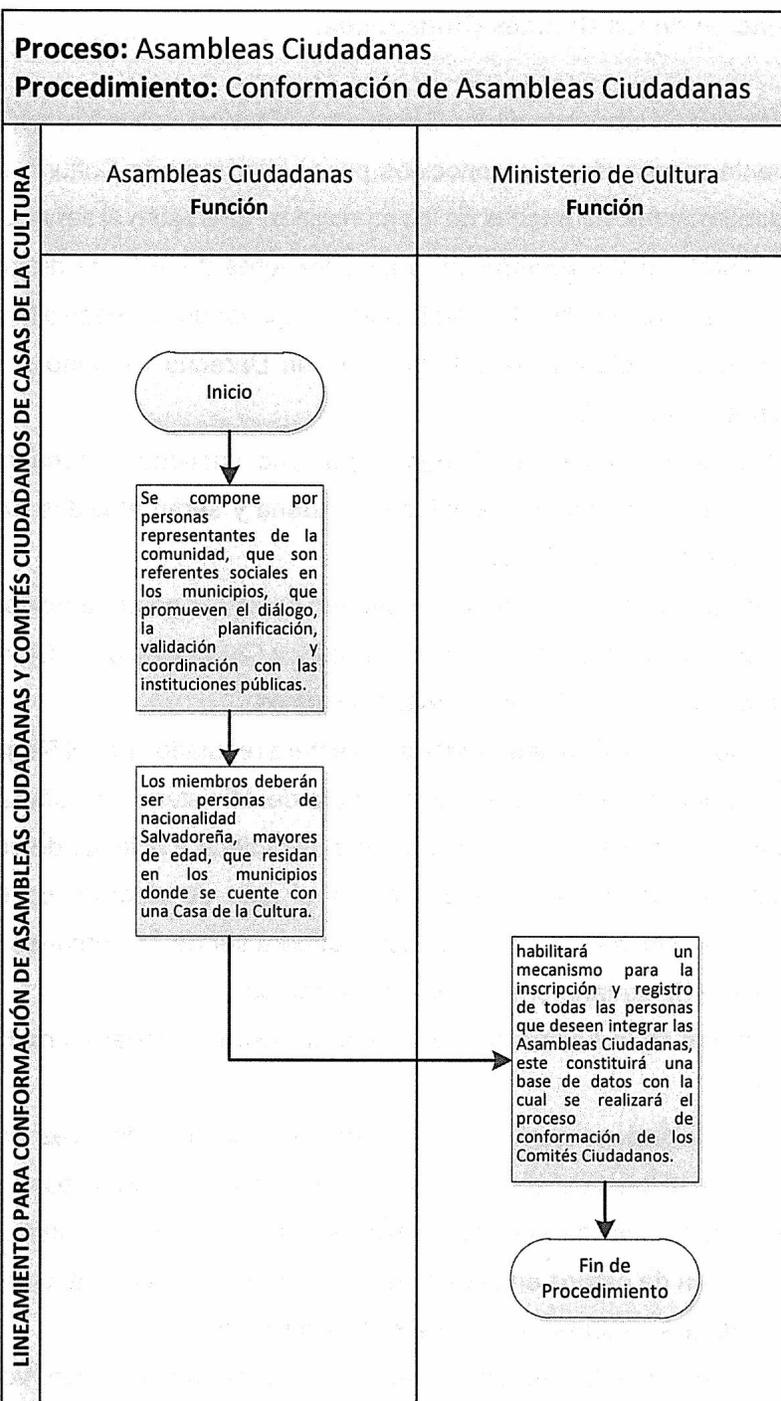 Proceso: Asambleas Ciudadanas
Procedimiento: Conformación de Asambleas Ciudadanas
LINEAMIENTO PARA CONFORMACIÓN DE ASAMBLEAS CIUDADANAS Y COMITÉS CIUDADANOS DE CASAS DE LA CULTURA
Asambleas Ciudadanas
Función
Ministerio de Cultura
Función
Inicio
Se compone por
personas
representantes de la
comunidad, que son
referentes sociales en
los municipios, que
promueven el diálogo,
la planificación,
validación y
coordinación con las
instituciones públicas.
Los miembros deberán
ser personas de
nacionalidad
Salvadoreña, mayores
de edad, que residan
en los municipios
donde se cuente con
una Casa de la Cultura.
habilitará un
mecanismo para la
inscripción y registro
de todas las personas
que deseen integrar las
Asambleas Ciudadanas,
este constituirá una
base de datos con la
cual se realizará el
proceso de
conformación de los
Comités Ciudadanos.
Fin de
Procedimiento